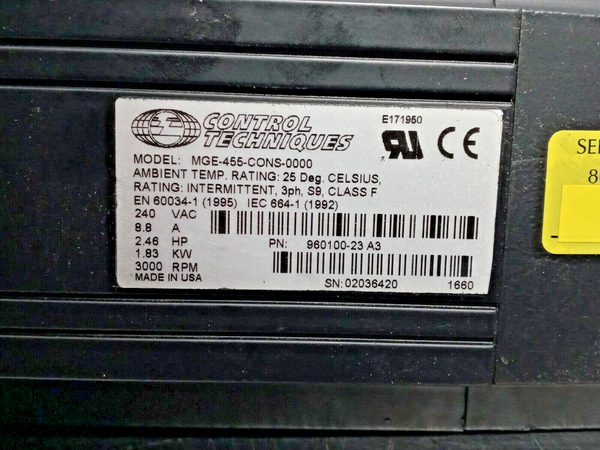 CONTROL
TECHNIQUES
E171950
MODEL: MGE-455-CONS-0000
AMBIENT TEMP. RATING: 25 Deg. CELSIUS,
RATING: INTERMITTENT, 3ph, S9, CLASS F
EN 60034-1 (1995) IEC 664-1 (1992)
240 VAC
8.8 A
2.46 HP PN: 960100-23 A3
1.83 KW
3000 RPM
MADE IN USA SN: 02036420 1660
8